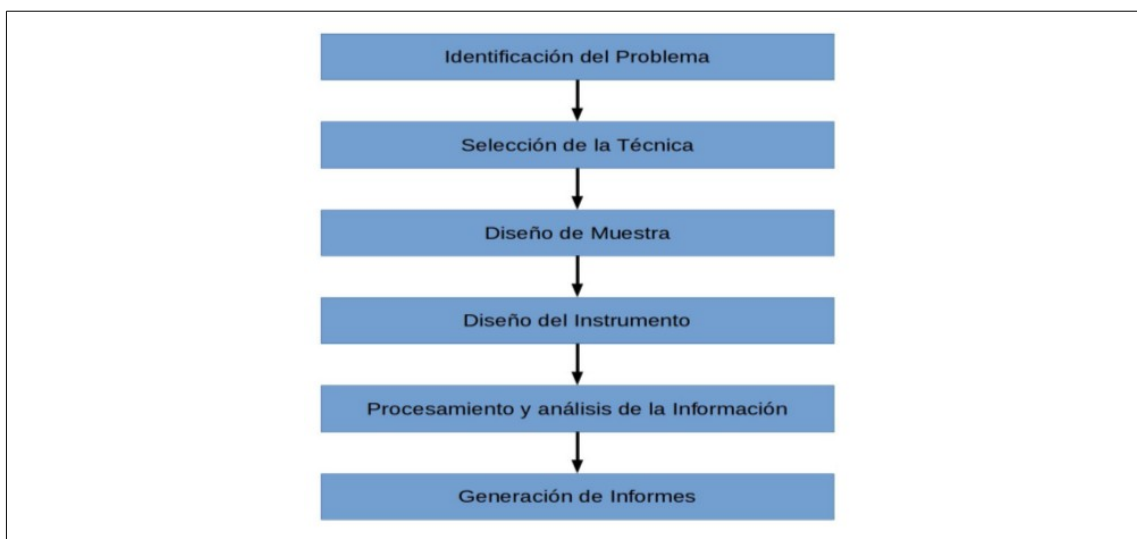 Identificación del Problema
Selección de la Técnica
Diseño de Muestra
Diseño del Instrumento
Procesamiento y análisis de la Información
Generación de Informes